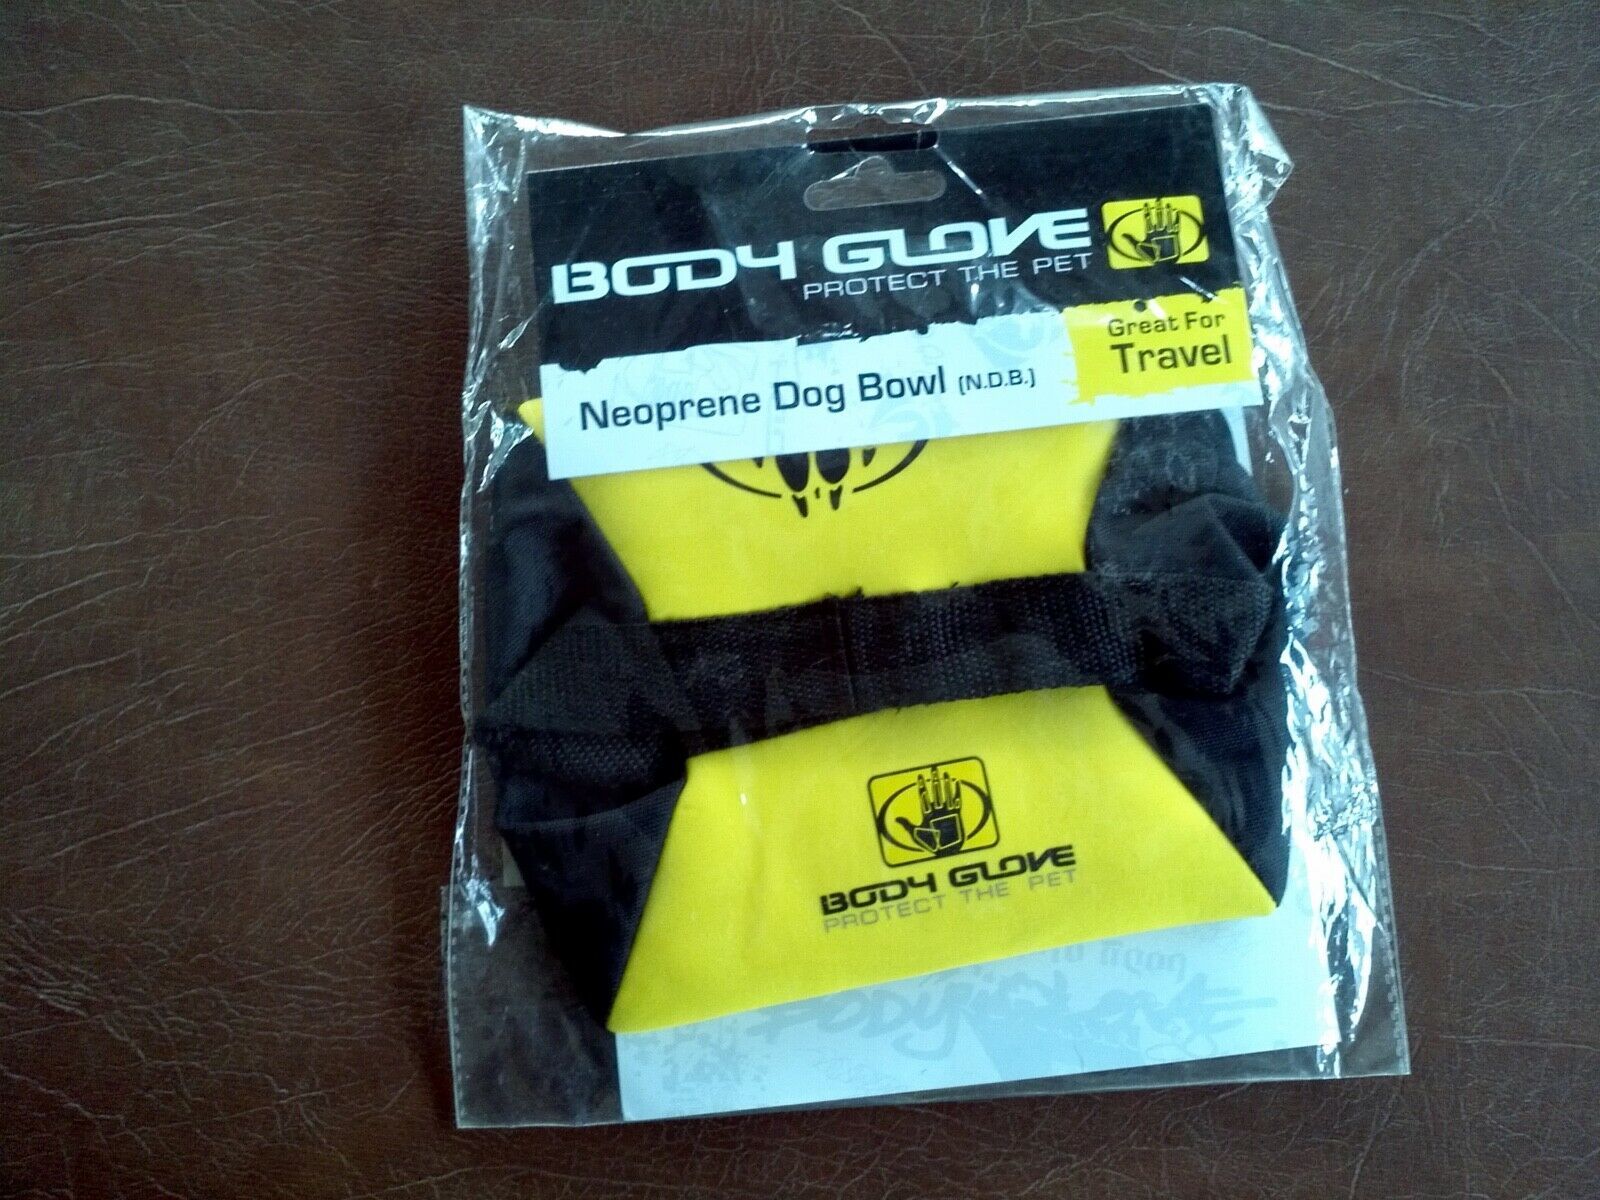 BODY GLOVE
PROTECT THE PET
Great For
Travel
Neoprene Dog Bowl (N.D.B.)
BODY GLOVE
PROTECT THE PET